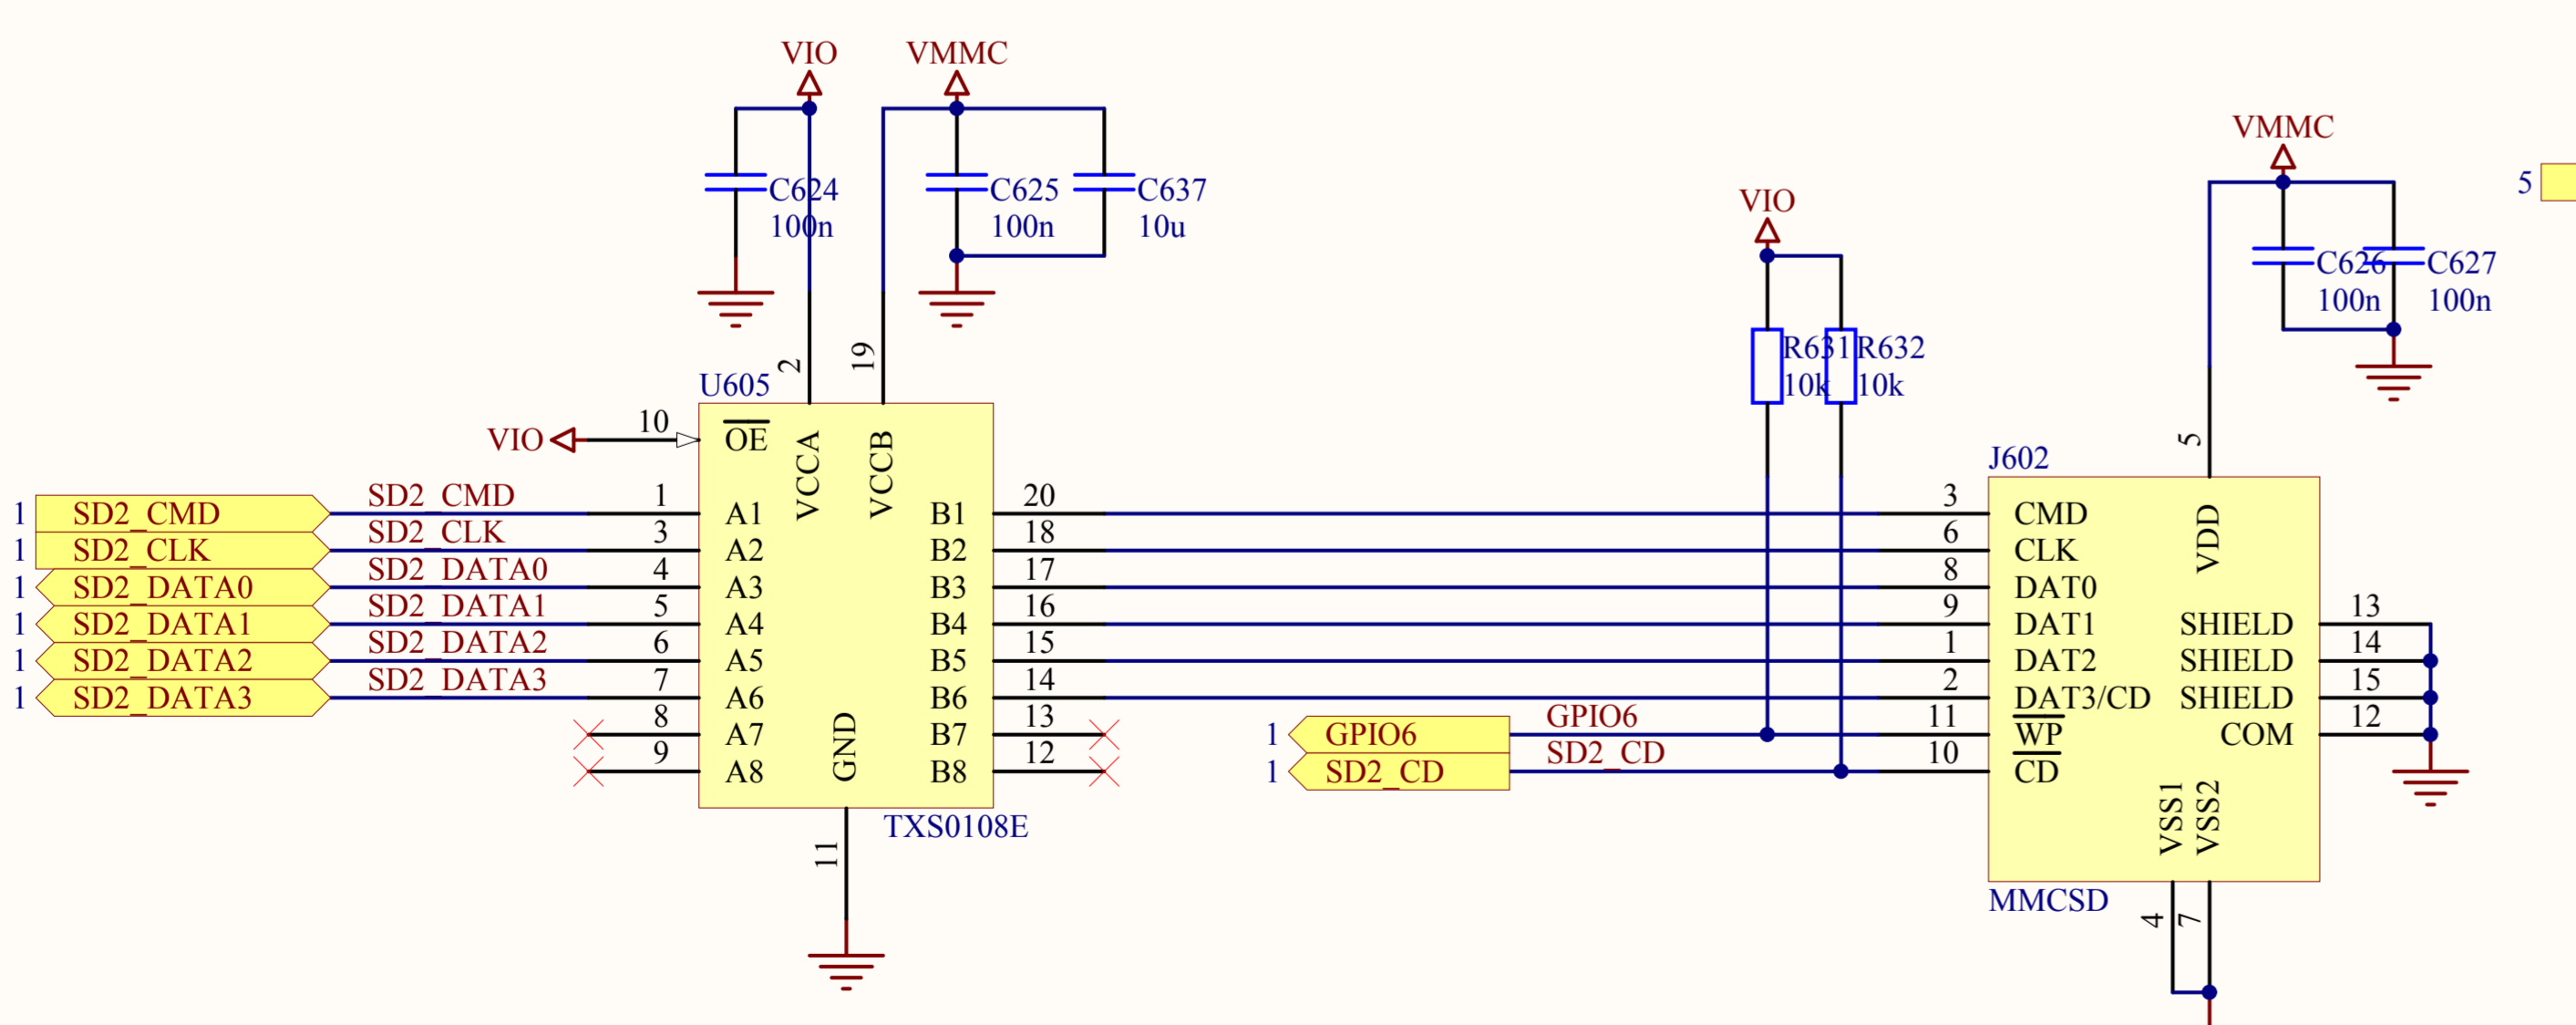 VIO
VMMC
C624
100n
C625
100n
C637
10u
2
19
U605
VIO
10
OE
VCCA
VCCB
1 SD2_CMD SD2_CMD 1 A1 B1 20
1 SD2_CLK SD2_CLK 3 A2 B2 18
1 SD2_DATA0 SD2_DATA0 4 A3 B3 17
1 SD2_DATA1 SD2_DATA1 5 A4 B4 16
1 SD2_DATA2 SD2_DATA2 6 A5 B5 15
1 SD2_DATA3 SD2_DATA3 7 A6 B6 14
8 A7 B7 13
9 A8 B8 12
GND
11
TXS0108E
VIO
R631
10k
R632
10k
1 GPIO6 GPIO6
1 SD2_CD SD2_CD
VMMC
C626
100n
C627
100n
5
5
J602
3 CMD
6 CLK
8 DAT0
9 DAT1
1 DAT2
2 DAT3/CD
11 WP
10 CD
VDD
SHIELD 13
SHIELD 14
SHIELD 15
COM 12
VSS1
VSS2
MMCSD
4
7